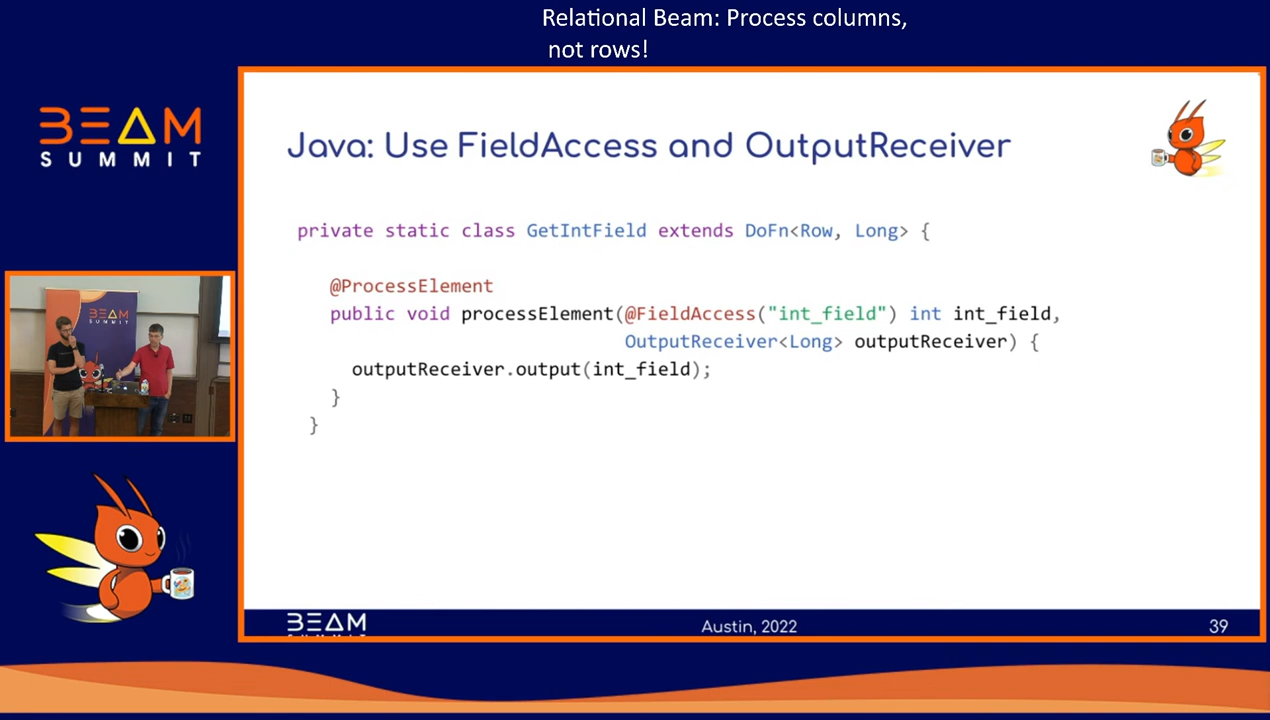 Relational Beam: Process columns,
not rows!
BEAM
SUMMIT
Java: Use FieldAccess and OutputReceiver
private static class GetIntField extends DoFn<Row, Long> {
@ProcessElement
public void processElement(@FieldAccess("int_field") int int_field,
OutputReceiver<Long> outputReceiver) {
outputReceiver.output(int_field);
}
}
BEAM
SUMMIT
BEAM
Austin, 2022
39